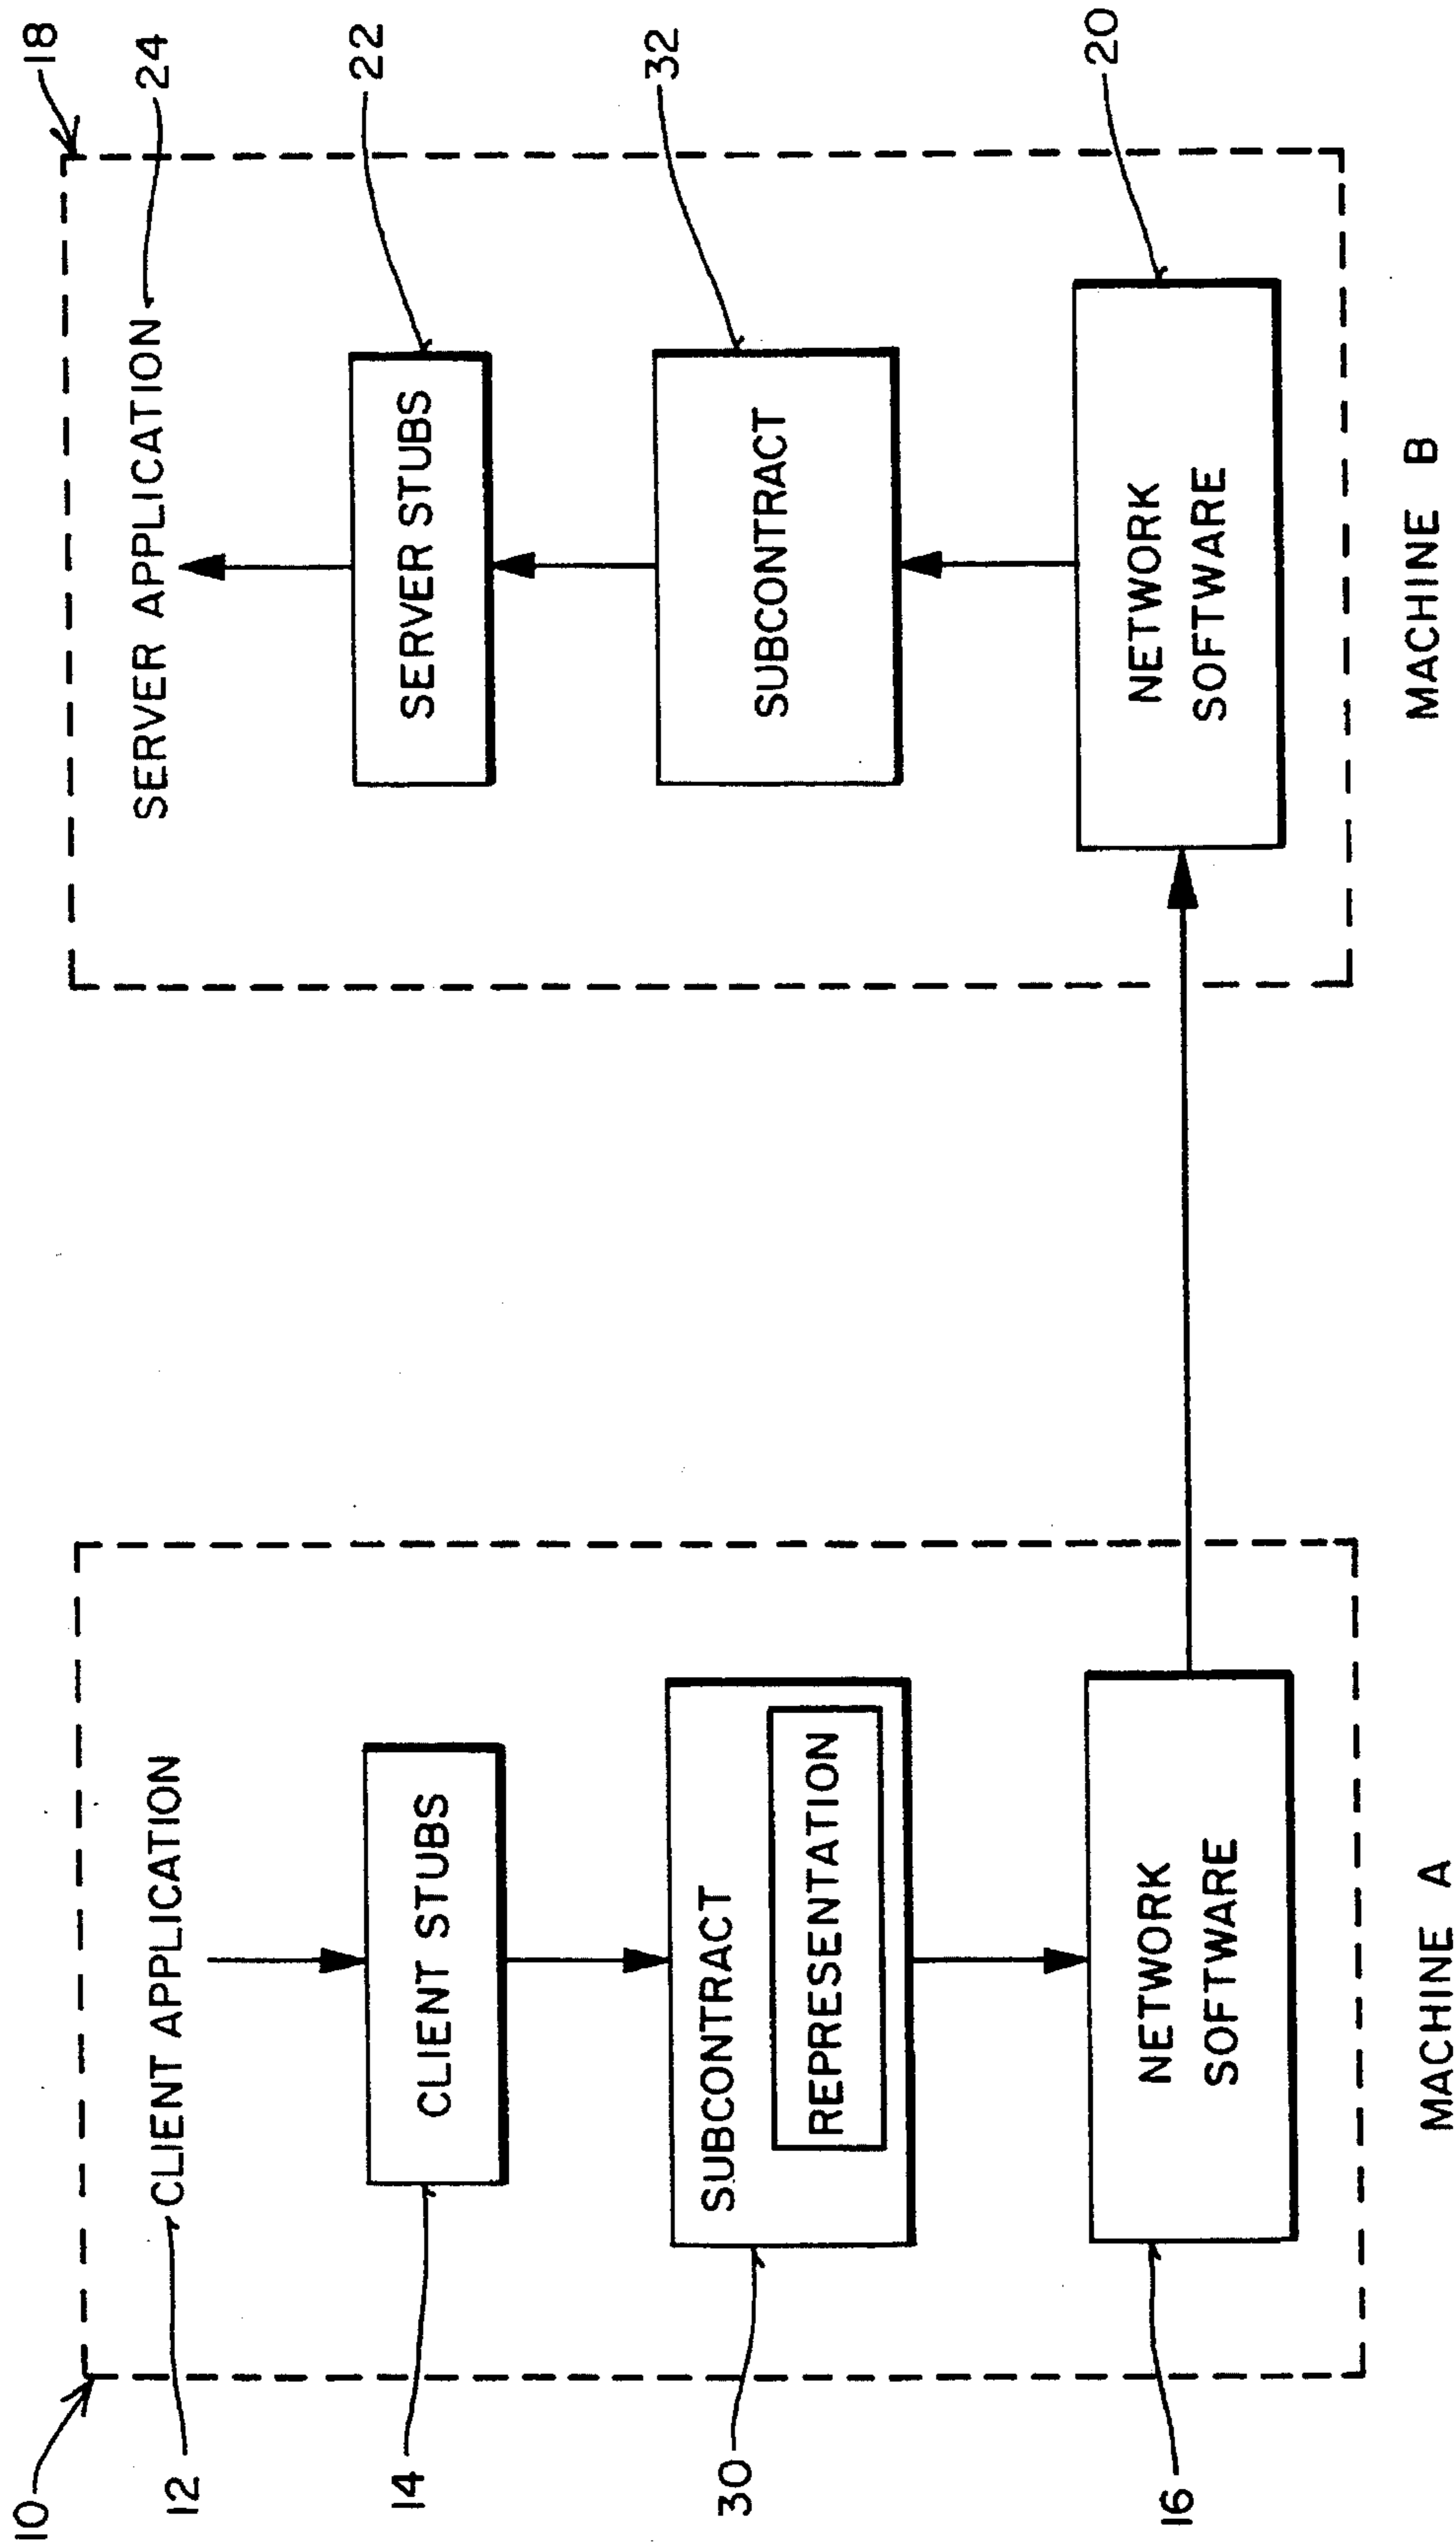 10
12
CLIENT APPLICATION
14
CLIENT STUBS
30
SUBCONTRACT
REPRESENTATION
16
NETWORK
SOFTWARE
MACHINE A
18
SERVER APPLICATION
24
SERVER STUBS
22
SUBCONTRACT
32
NETWORK
SOFTWARE
20
MACHINE B